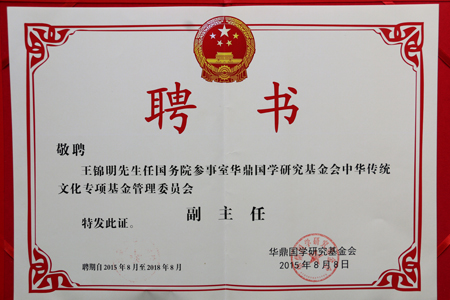 聘书
敬聘
王锦明先生任国务院参事室华鼎国学研究基金会中华传统
文化专项基金管理委员会
副主任
特发此证。
华鼎国学研究基金会
聘期自2015年8月至2018年8月
2015年8月8日